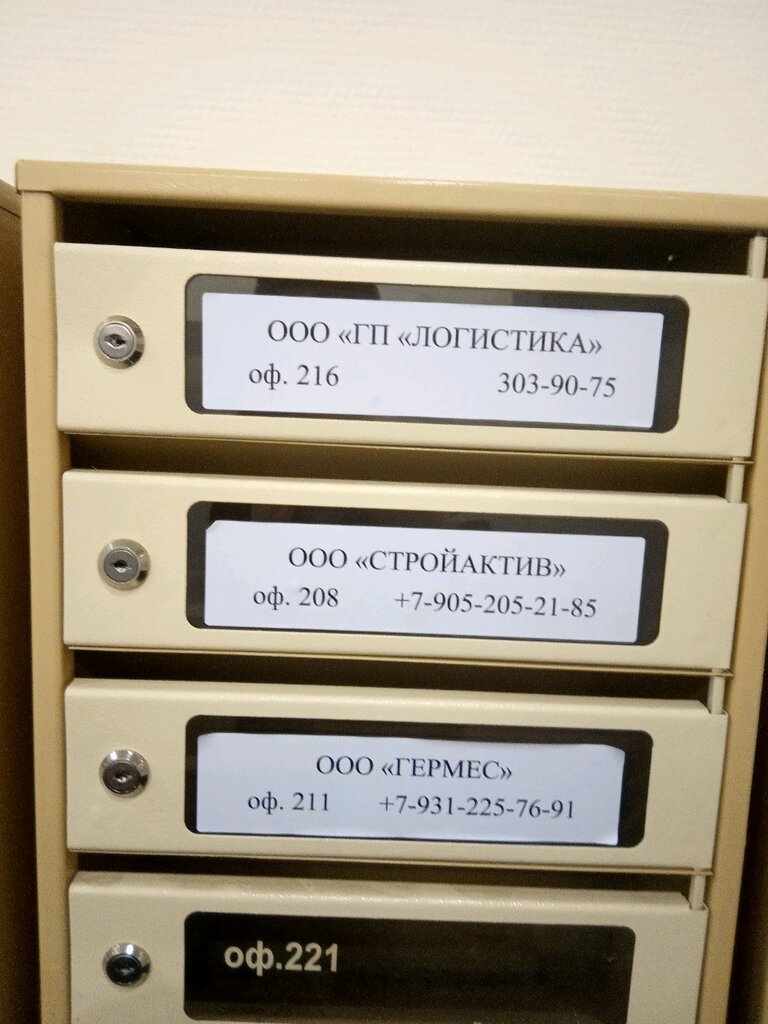 ООО «ГП «ЛОГИСТИКА»
оф. 216 303-90-75
ООО «СТРОЙАКТИВ»
оф. 208 +7-905-205-21-85
ООО «ГЕРМЕС»
оф. 211 +7-931-225-76-91
оф.221